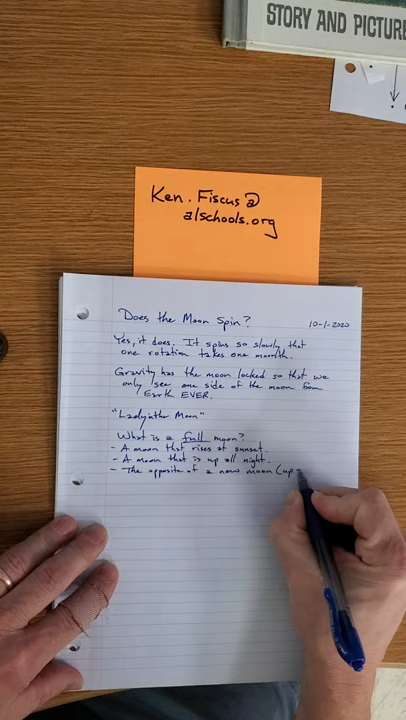 STORY AND PICTURE
Ken.Fiscus@
alschools.org
Does the Moon Spin?
10-1-2020
Yes, it does. It spins so slowly, that
one rotation takes one moonth.
Gravity has the moon locked so that we
only see one side of the moon from
Earth EVER.
"Lady in the Moon"
What is a full moon?
- A moon that rises at sunset.
- A moon that is up all night.
- The opposite of a new moon (up